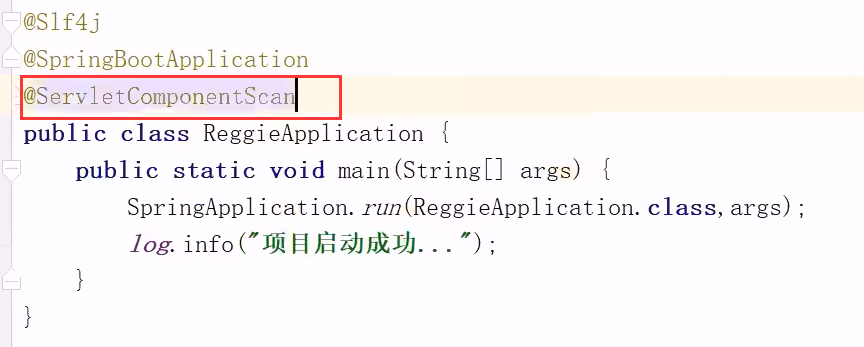 @Slf4j
@SpringBootApplication
@ServletComponentScan
public class ReggieApplication {
    public static void main(String[] args) {
        SpringApplication.run(ReggieApplication.class,args);
        log.info("项目启动成功...");
    }
}